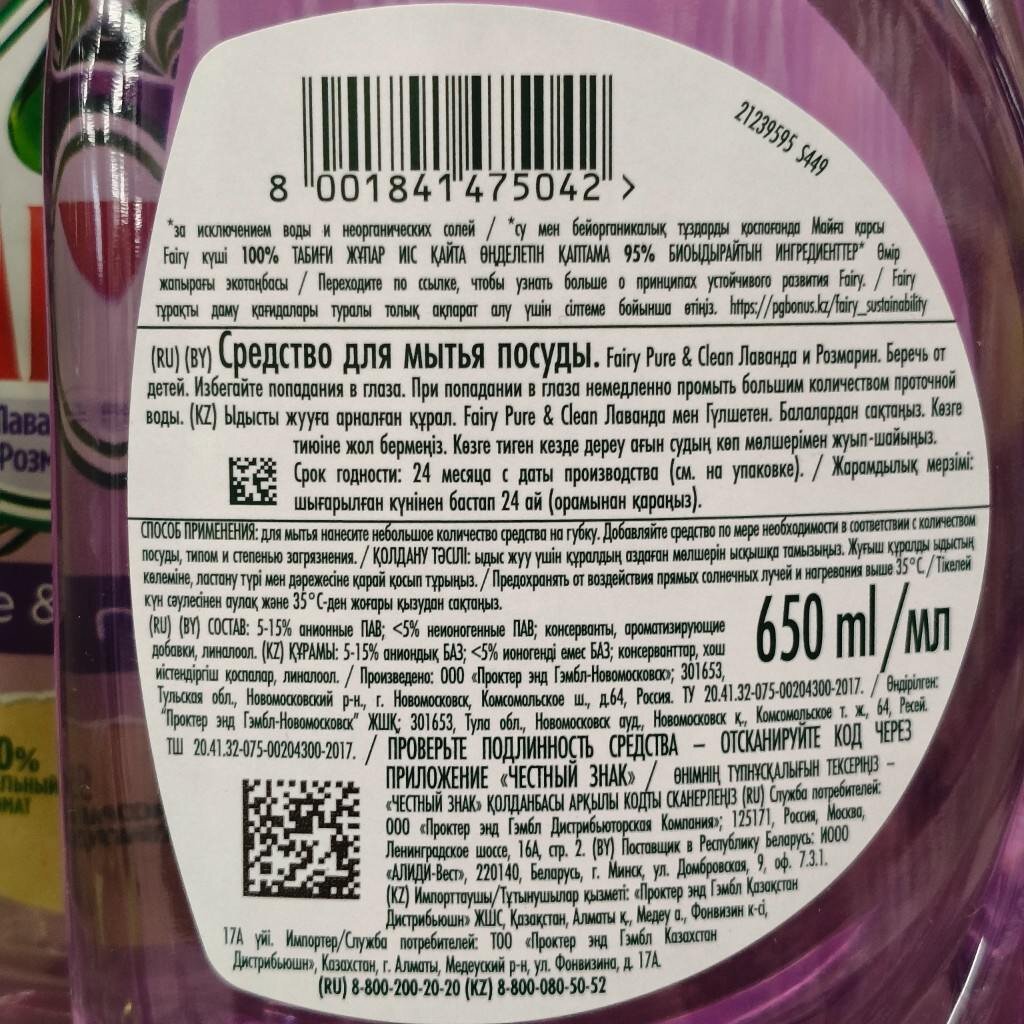 21239595 S449
8 001841 475042 >
*за исключением воды и неорганических солей / *су мен бейорганикалық тұздарды қоспағанда Майға қарсы
Fairy күші 100% ТАБИҒИ ЖҰПАР ИІС ҚАЙТА ӨҢДЕЛЕТІН ҚАПТАМА 95% БИОЫДЫРАЙТЫН ИНГРЕДИЕНТТЕР* Өмір
жапырағы экотаңбасы / Переходите по ссылке, чтобы узнать больше о принципах устойчивого развития Fairy. / Fairy
тұрақты даму қағидалары туралы толық ақпарат алу үшін сілтеме бойынша өтіңіз. https://pgbonus.kz/fairy_sustainability
(RU) (BY) Средство для мытья посуды. Fairy Pure & Clean Лаванда и Розмарин. Беречь от
детей. Избегайте попадания в глаза. При попадании в глаза немедленно промыть большим количеством проточной
воды. (KZ) Ыдысты жууға арналған құрал. Fairy Pure & Clean Лаванда мен Гүлшетен. Балалардан сақтаңыз. Көзге
тиюіне жол бермеңіз. Көзге тиген кезде дереу ағын судың көп мөлшерімен жуып-шайыңыз.
Срок годности: 24 месяца с даты производства (см. на упаковке). / Жарамдылық мерзімі:
шығарылған күнінен бастап 24 ай (орамынан қараңыз).
СПОСОБ ПРИМЕНЕНИЯ: для мытья нанесите небольшое количество средства на губку. Добавляйте средство по мере необходимости в соответствии с количеством
посуды, типом и степенью загрязнения. / ҚОЛДАНУ ТӘСІЛІ: ыдыс жуу үшін құралдың аздаған мөлшерін ысқышқа тамызыңыз. Жуғыш құралды ыдыстың
көлеміне, ластану түрі мен дәрежесіне қарай қосып тұрыңыз. / Предохранять от воздействия прямых солнечных лучей и нагревания выше 35°С. / Тікелей
күн сәулесінен аулақ және 35°С-ден жоғары қызудан сақтаңыз.
650 ml/мл
(RU) (BY) СОСТАВ: 5-15% анионные ПАВ; <5% неионогенные ПАВ; консерванты, ароматизирующие
добавки, линалоол. (KZ) ҚҰРАМЫ: 5-15% аниондық БАЗ; <5% ионогенді емес БАЗ; консерванттар, хош
иістендіргіш қоспалар, линалоол. / Произведено: ООО «Проктер энд Гэмбл-Новомосковск»; 301653,
Тульская обл., Новомосковский р-н., г. Новомосковск, Комсомольское ш., д.64, Россия. ТУ 20.41.32-075-00204300-2017. / Өндірілген:
"Проктер энд Гэмбл-Новомосковск" ЖШҚ; 301653, Тула обл., Новомосковск ауд., Новомосковск қ., Комсомольское т. ж., 64, Ресей.
ТШ 20.41.32-075-00204300-2017. / ПРОВЕРЬТЕ ПОДЛИННОСТЬ СРЕДСТВА – ОТСКАНИРУЙТЕ КОД ЧЕРЕЗ
ПРИЛОЖЕНИЕ «ЧЕСТНЫЙ ЗНАК» / ӨНІМНІҢ ТҮПНҰСҚАЛЫҒЫН ТЕКСЕРІҢІЗ –
«ЧЕСТНЫЙ ЗНАК» ҚОЛДАНБАСЫ АРҚЫЛЫ КОДТЫ СКАНЕРЛЕҢІЗ (RU) Служба потребителей:
ООО «Проктер энд Гэмбл Дистрибьюторская Компания»; 125171, Россия, Москва,
Ленинградское шоссе, 16А, стр. 2. (BY) Поставщик в Республику Беларусь: ИООО
«АЛИДИ-Вест», 220140, Беларусь, г. Минск, ул. Домбровская, 9, оф. 7.3.1.
(KZ) Импорттаушы/Тұтынушылар қызметі: «Проктер энд Гэмбл Қазақстан
Дистрибьюшн» ЖШС, Қазақстан, Алматы қ., Медеу а., Фонвизин к-сі,
17А үйі. Импортер/Служба потребителей: ТОО «Проктер энд Гэмбл Казахстан
Дистрибьюшн», Казахстан, г. Алматы, Медеуский р-н, ул. Фонвизина, д. 17А.
(RU) 8-800-200-20-20 (KZ) 8-800-080-50-52